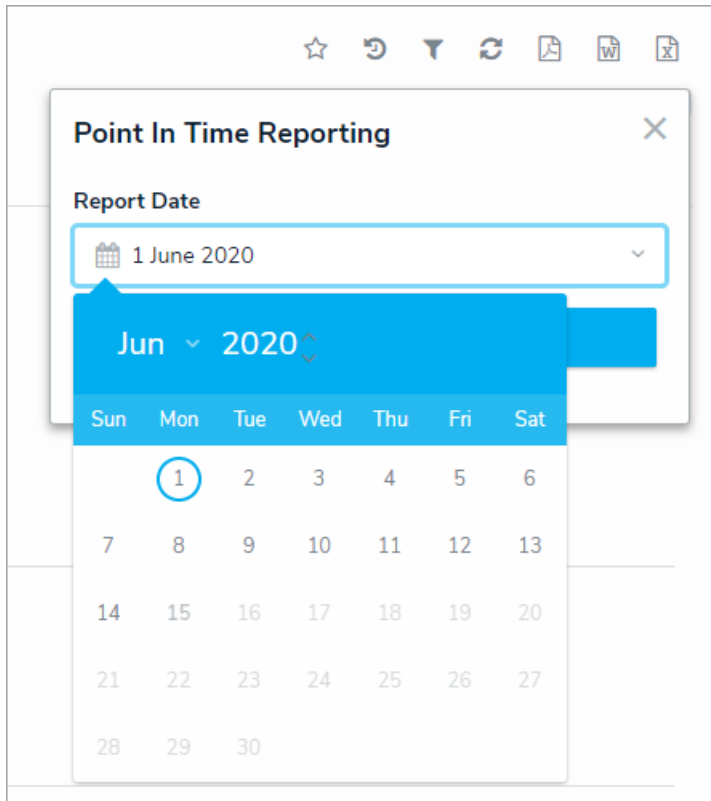 Point In Time Reporting
Report Date
1 June 2020
Jun 2020
Sun Mon Tue Wed Thu Fri Sat
1 2 3 4 5 6
7 8 9 10 11 12 13
14 15 16 17 18 19 20
21 22 23 24 25 26 27
28 29 30